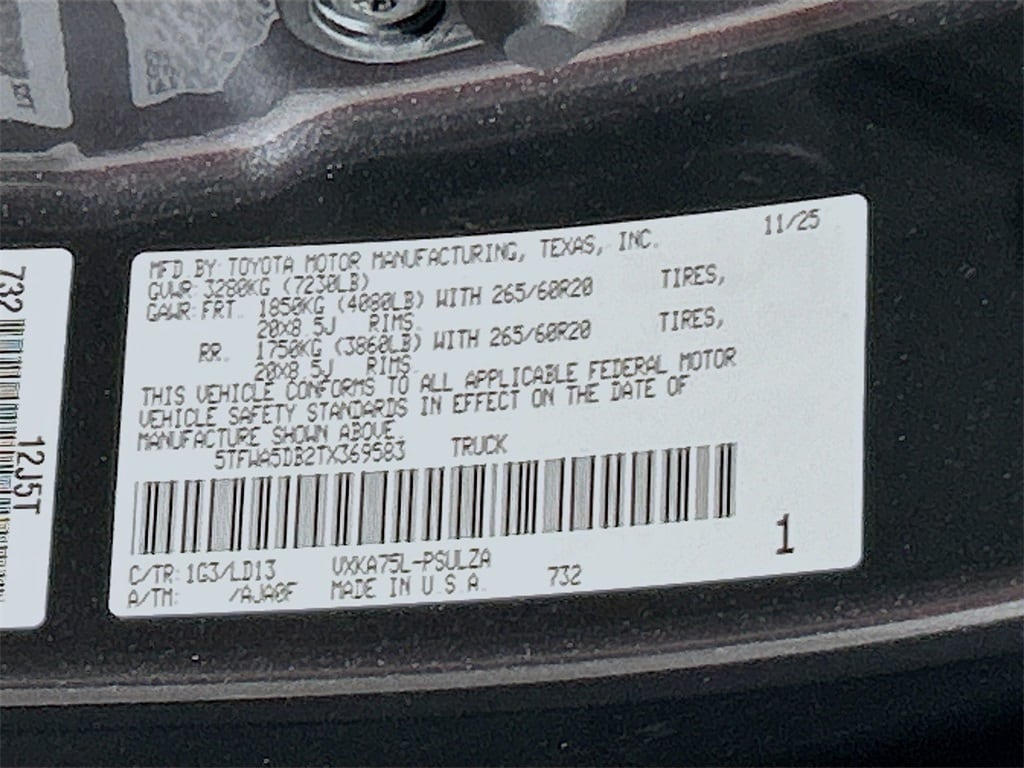 MFD. BY: TOYOTA MOTOR MANUFACTURING, TEXAS, INC. 11/25
GVWR: 3280KG (7230LB)
GAWR: FRT. 1850KG (4080LB) WITH 265/60R20 TIRES,
20X8.5J RIMS.
RR. 1750KG (3860LB) WITH 265/60R20 TIRES,
20X8.5J RIMS.
THIS VEHICLE CONFORMS TO ALL APPLICABLE FEDERAL MOTOR
VEHICLE SAFETY STANDARDS IN EFFECT ON THE DATE OF
MANUFACTURE SHOWN ABOVE.
5TFWA5DB2TX369583 TRUCK
1
C/TR: 1G3/LD13 VXKA75L-PSULZA
A/TM: /AJA0F MADE IN U.S.A. 732
732
12J5T